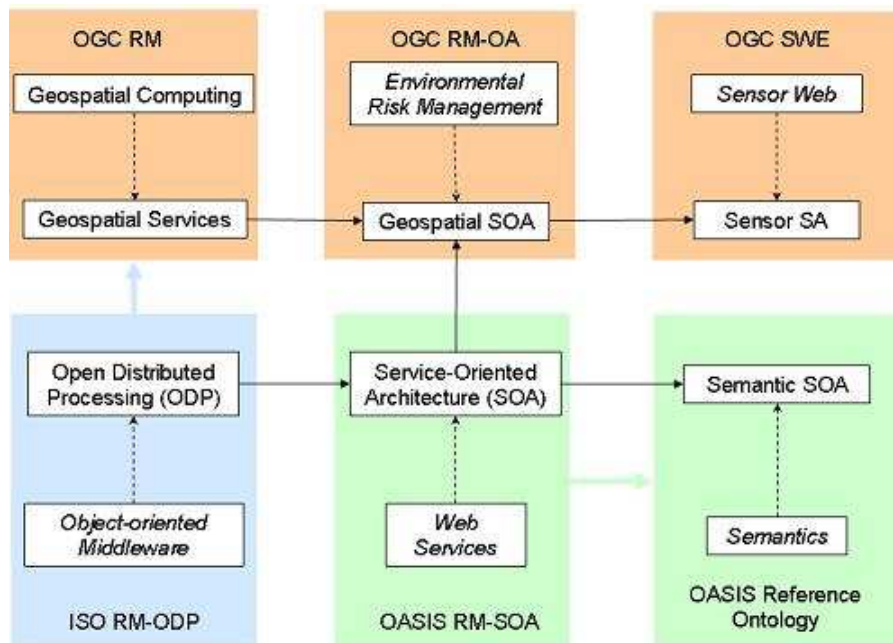 OGC RM
OGC RM-OA
OGC SWE
Geospatial Computing
Environmental
Risk Management
Sensor Web
Geospatial Services
Geospatial SOA
Sensor SA
Open Distributed
Processing (ODP)
Service-Oriented
Architecture (SOA)
Semantic SOA
Object-oriented
Middleware
Web
Services
Semantics
ISO RM-ODP
OASIS RM-SOA
OASIS Reference
Ontology